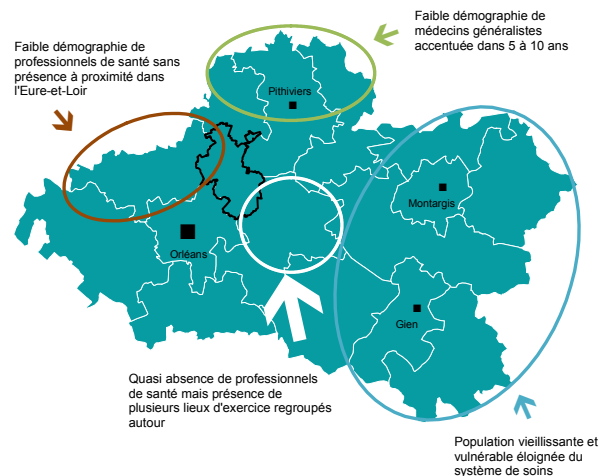 Faible démographie de
médecins généralistes
accentuée dans 5 à 10 ans
Faible démographie de
professionnels de santé sans
présence à proximité dans
l'Eure-et-Loir
Pithiviers
Montargis
Orléans
Gien
Quasi absence de professionnels
de santé mais présence de
plusieurs lieux d'exercice regroupés
autour
Population vieillissante et
vulnérable éloignée du
système de soins